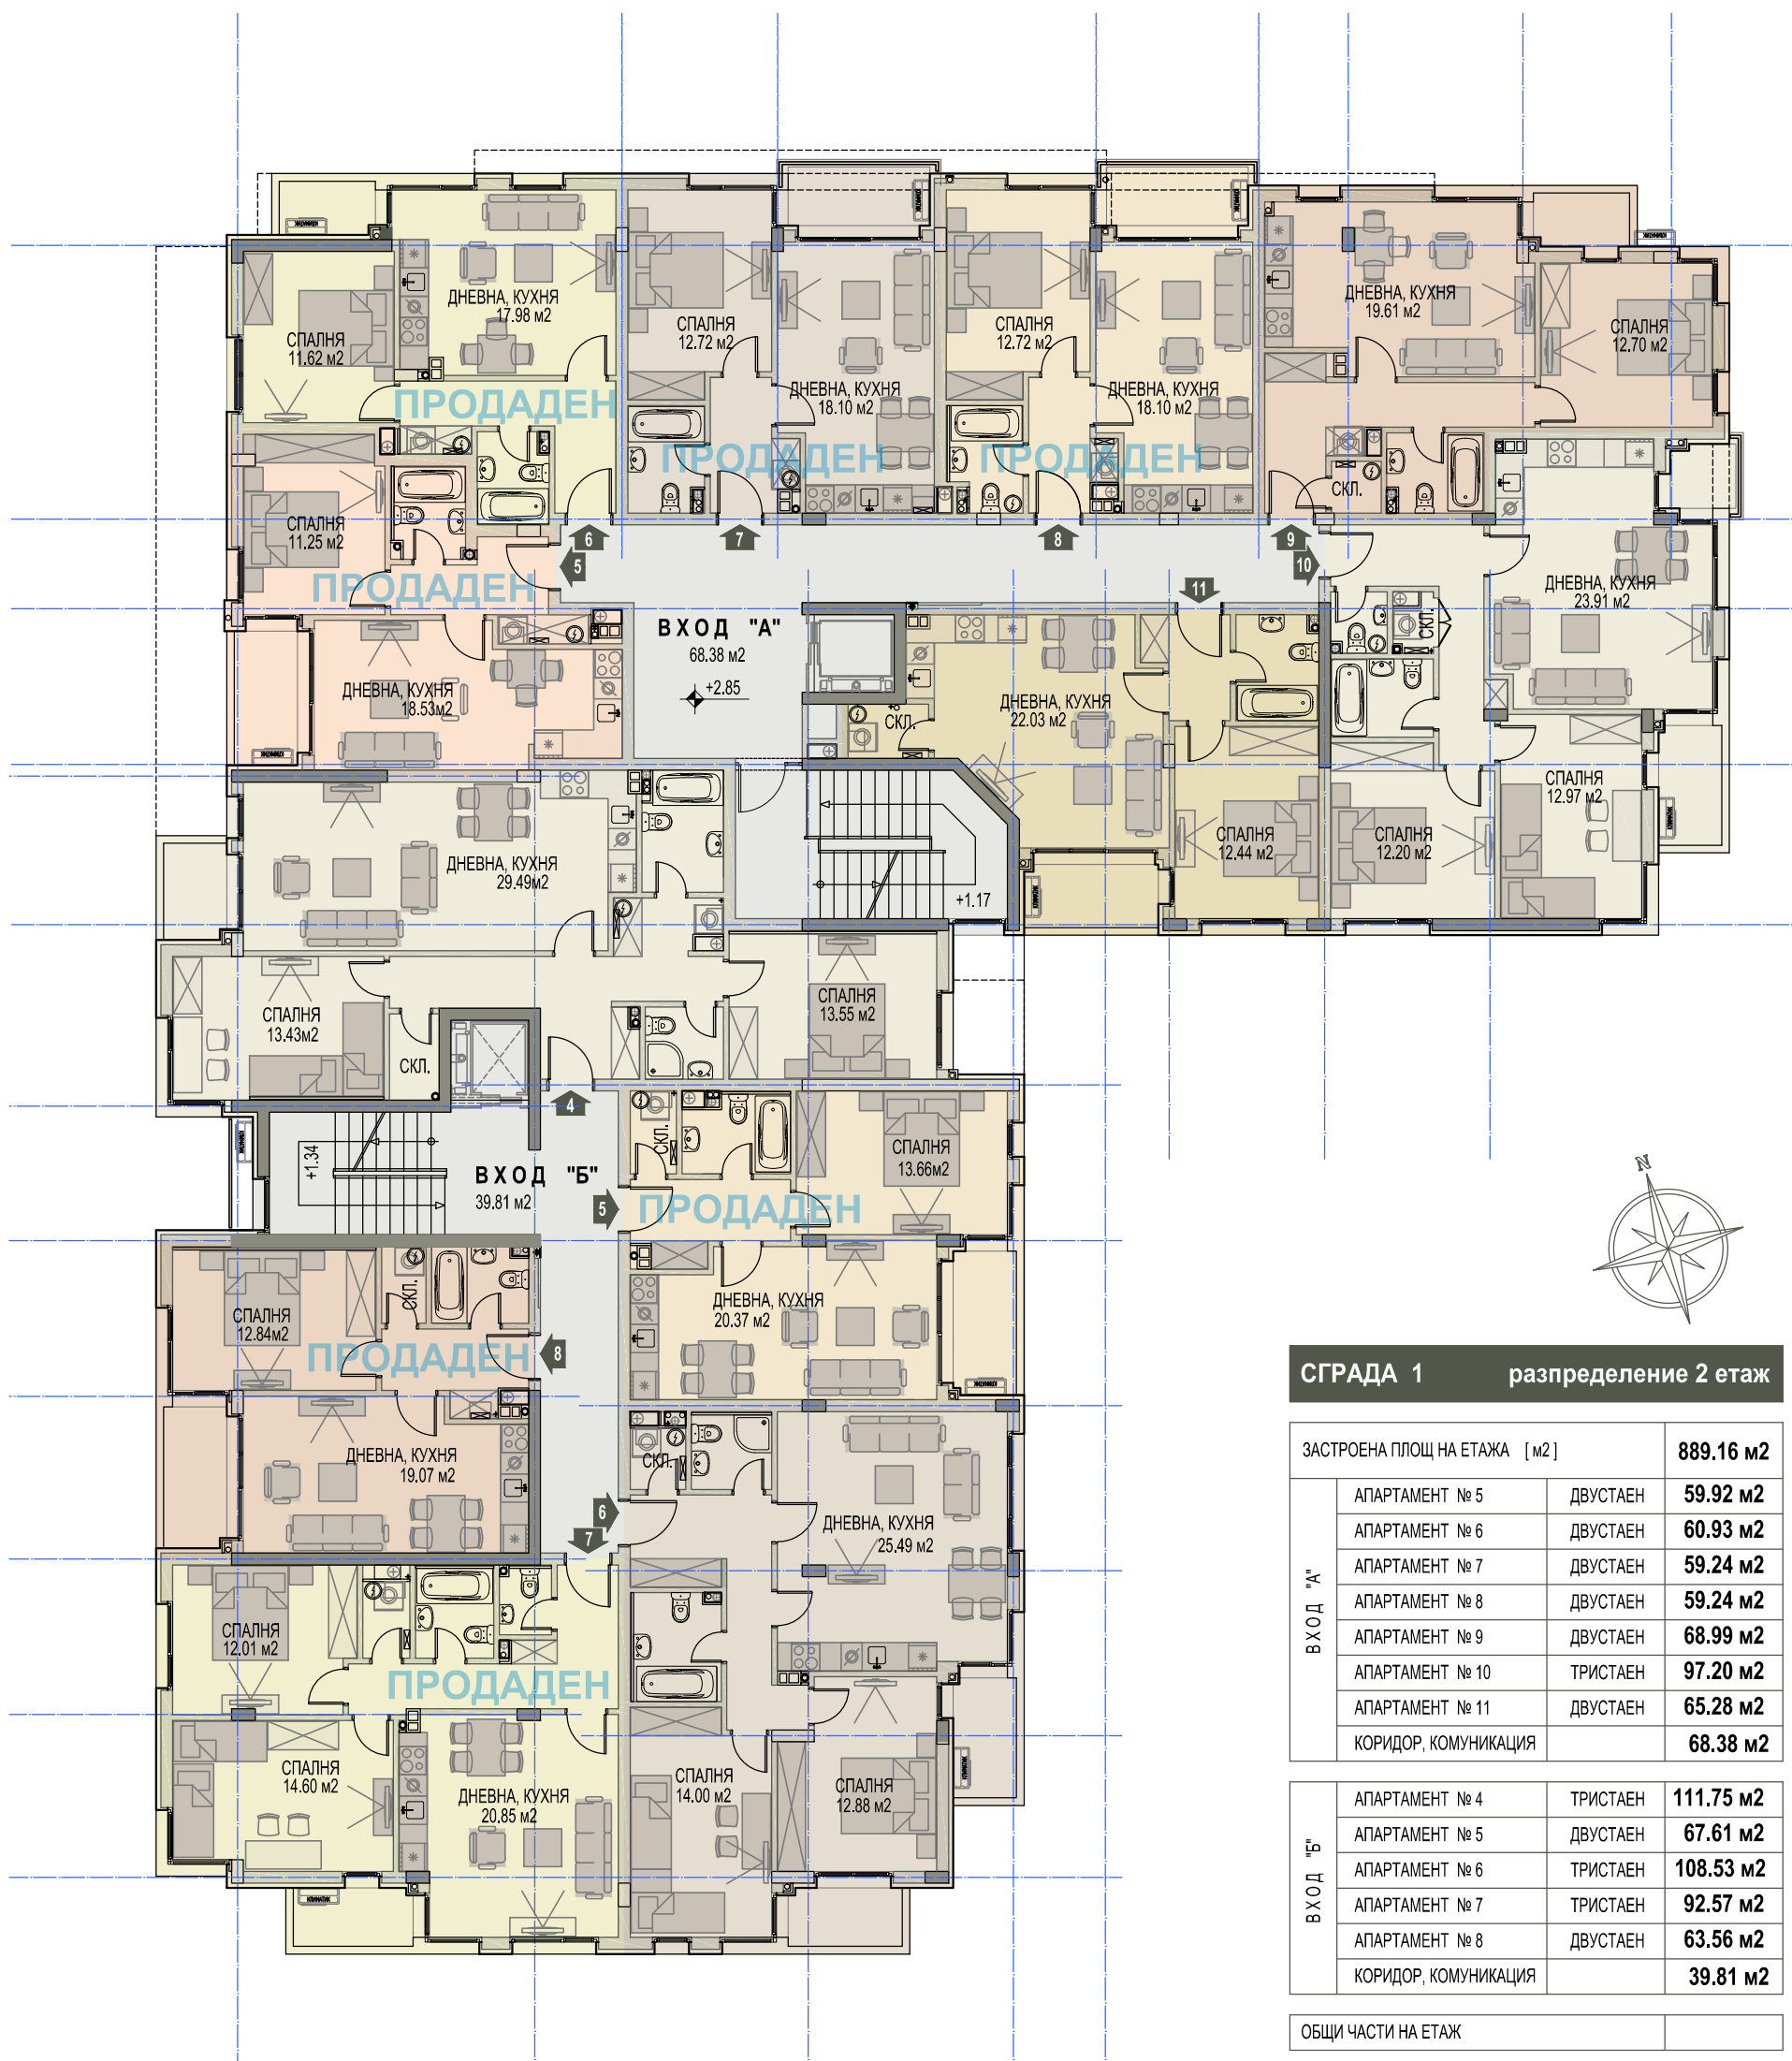 ДНЕВНА, КУХНЯ
17.98 м2
СПАЛНЯ
11.62 м2
ПРОДАДЕН
СПАЛНЯ
12.72 м2
ДНЕВНА, КУХНЯ
18.10 м2
ПРОДАДЕН
СПАЛНЯ
12.72 м2
ДНЕВНА, КУХНЯ
18.10 м2
ПРОДАДЕН
ДНЕВНА, КУХНЯ
19.61 м2
СПАЛНЯ
12.70 м2
СКЛ.
СПАЛНЯ
11.25 м2
ПРОДАДЕН
6
5
7
8
9
10
11
ДНЕВНА, КУХНЯ
18.53м2
ВХОД "А"
68.38 м2
+2.85
СКЛ.
ДНЕВНА, КУХНЯ
22.03 м2
СКЛ.
ДНЕВНА, КУХНЯ
23.91 м2
СПАЛНЯ
12.44 м2
СПАЛНЯ
12.20 м2
СПАЛНЯ
12.97 м2
+1.17
ДНЕВНА, КУХНЯ
29.49м2
СПАЛНЯ
13.43м2
СКЛ.
СПАЛНЯ
13.55 м2
4
+1.34
ВХОД "Б"
39.81 м2
СКЛ.
СПАЛНЯ
13.66м2
5
ПРОДАДЕН
N
СПАЛНЯ
12.84м2
СКЛ.
ПРОДАДЕН
8
ДНЕВНА, КУХНЯ
20.37 м2
ДНЕВНА, КУХНЯ
19.07 м2
СКЛ.
6
7
ДНЕВНА, КУХНЯ
25.49 м2
СПАЛНЯ
12.01 м2
ПРОДАДЕН
СПАЛНЯ
14.60 м2
ДНЕВНА, КУХНЯ
20.85 м2
СПАЛНЯ
14.00 м2
СПАЛНЯ
12.88 м2
КЛИМАТИК
СГРАДА 1 разпределение 2 етаж
ЗАСТРОЕНА ПЛОЩ НА ЕТАЖА [ м2 ] 889.16 м2
ВХОД "А"
АПАРТАМЕНТ № 5 ДВУСТАЕН 59.92 м2
АПАРТАМЕНТ № 6 ДВУСТАЕН 60.93 м2
АПАРТАМЕНТ № 7 ДВУСТАЕН 59.24 м2
АПАРТАМЕНТ № 8 ДВУСТАЕН 59.24 м2
АПАРТАМЕНТ № 9 ДВУСТАЕН 68.99 м2
АПАРТАМЕНТ № 10 ТРИСТАЕН 97.20 м2
АПАРТАМЕНТ № 11 ДВУСТАЕН 65.28 м2
КОРИДОР, КОМУНИКАЦИЯ 68.38 м2
ВХОД "Б"
АПАРТАМЕНТ № 4 ТРИСТАЕН 111.75 м2
АПАРТАМЕНТ № 5 ДВУСТАЕН 67.61 м2
АПАРТАМЕНТ № 6 ТРИСТАЕН 108.53 м2
АПАРТАМЕНТ № 7 ТРИСТАЕН 92.57 м2
АПАРТАМЕНТ № 8 ДВУСТАЕН 63.56 м2
КОРИДОР, КОМУНИКАЦИЯ 39.81 м2
ОБЩИ ЧАСТИ НА ЕТАЖ